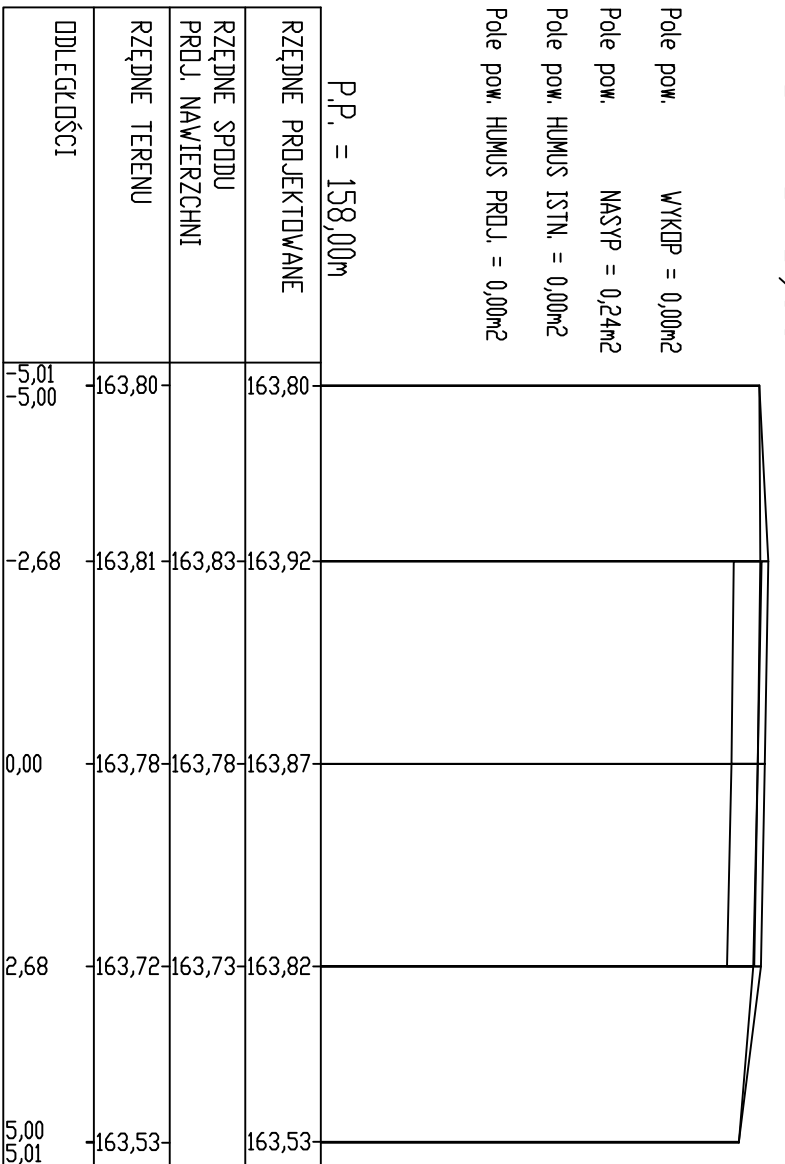 Pole pow. WYKOP = 0,00m2
Pole pow. NASYP = 0,24m2
Pole pow. HUMUS ISTN. = 0,00m2
Pole pow. HUMUS PROJ. = 0,00m2
P.P. = 158,00m
RZĘDNE PROJEKTOWANE
163,80 163,92 163,87 163,82 163,53
RZĘDNE SPODU
PROJ. NAWIERZCHNI
163,83 163,78 163,73
RZĘDNE TERENU
163,80 163,81 163,78 163,72 163,53
ODLEGŁOŚCI
-5,01
-5,00
-2,68
0,00
2,68
5,00
5,01